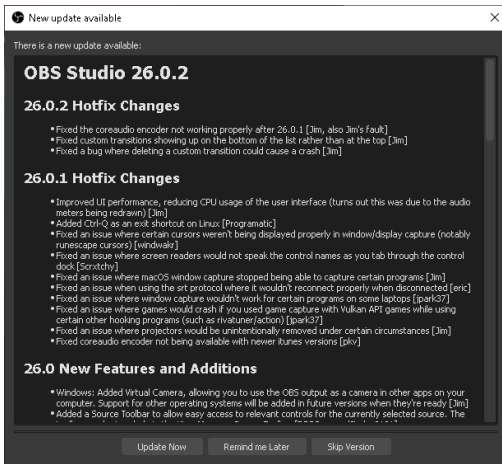 New update available
There is a new update available:
OBS Studio 26.0.2
26.0.2 Hotfix Changes
• Fixed the coreaudio encoder not working properly after 26.0.1 [Jim, also Jim's fault]
• Fixed custom transitions showing up on the bottom of the list rather than at the top [Jim]
• Fixed a bug where deleting a custom transition could cause a crash [Jim]
26.0.1 Hotfix Changes
• Improved UI performance, reducing CPU usage of the user interface (turns out this was due to the audio
meters being redrawn) [Jim]
• Added Ctrl-Q as an exit shortcut on Linux [Programatic]
• Fixed an issue where certain cursors weren't being displayed properly in window/display capture (notably
runescape cursors) [windwakr]
• Fixed an issue where screen readers would not speak the control names as you tab through the control
dock [Scrxtchy]
• Fixed an issue where macOS window capture stopped being able to capture certain programs [Jim]
• Fixed an issue when using the srt protocol where it wouldn't reconnect properly when disconnected [eric]
• Fixed an issue where window capture wouldn't work for certain programs on some laptops [jpark37]
• Fixed an issue where games would crash if you used game capture with Vulkan API games while using
certain other hooking programs (such as rivatuner/action) [jpark37]
• Fixed an issue where projectors would be unintentionally removed under certain circumstances [Jim]
• Fixed coreaudio encoder not being available with newer itunes versions [pkv]
26.0 New Features and Additions
• Windows: Added Virtual Camera, allowing you to use the OBS output as a camera in other apps on your
computer. Support for other operating systems will be added in future versions when they're ready [Jim]
• Added a Source Toolbar to allow easy access to relevant controls for the currently selected source. The
Update Now
Remind me Later
Skip Version